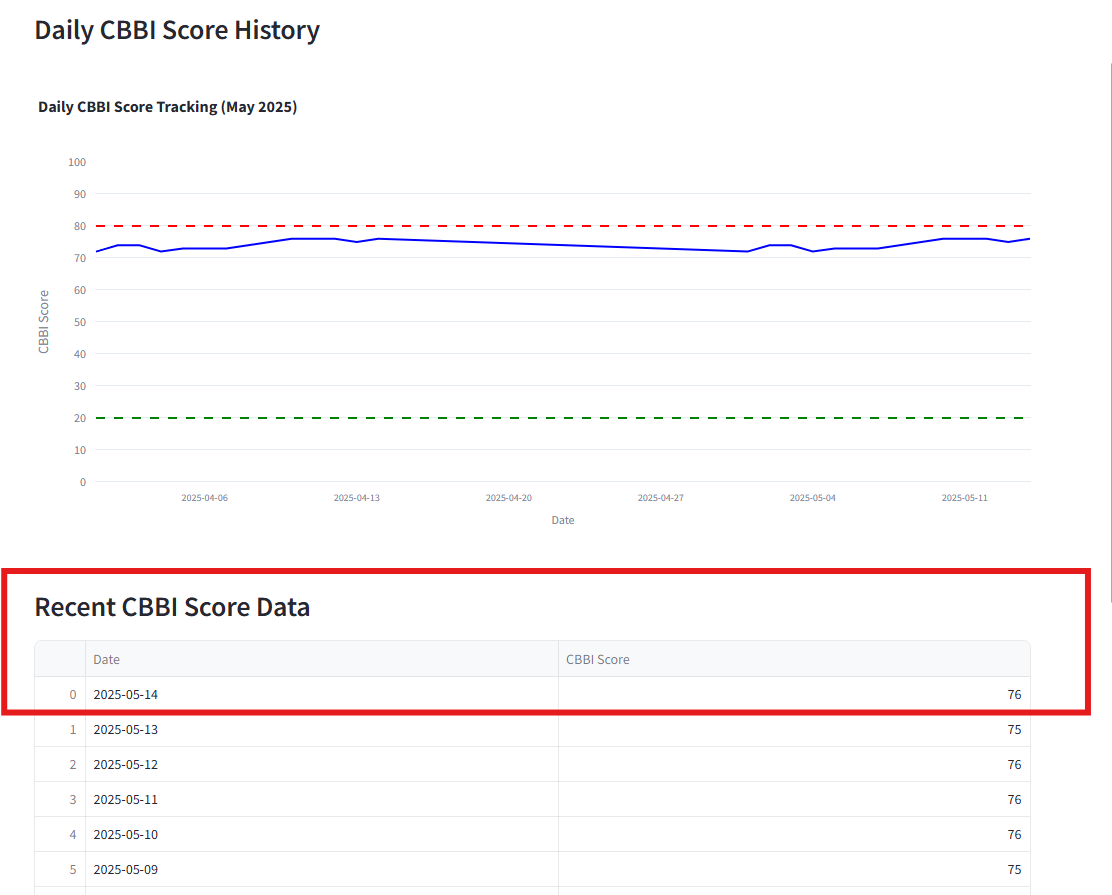 Daily CBBI Score History
Daily CBBI Score Tracking (May 2025)
100
90
80
70
60
50
40
30
20
10
0
CBBI Score
2025-04-06 2025-04-13 2025-04-20 2025-04-27 2025-05-04 2025-05-11
Date
Recent CBBI Score Data
Date CBBI Score
0 2025-05-14 76
1 2025-05-13 75
2 2025-05-12 76
3 2025-05-11 76
4 2025-05-10 76
5 2025-05-09 75